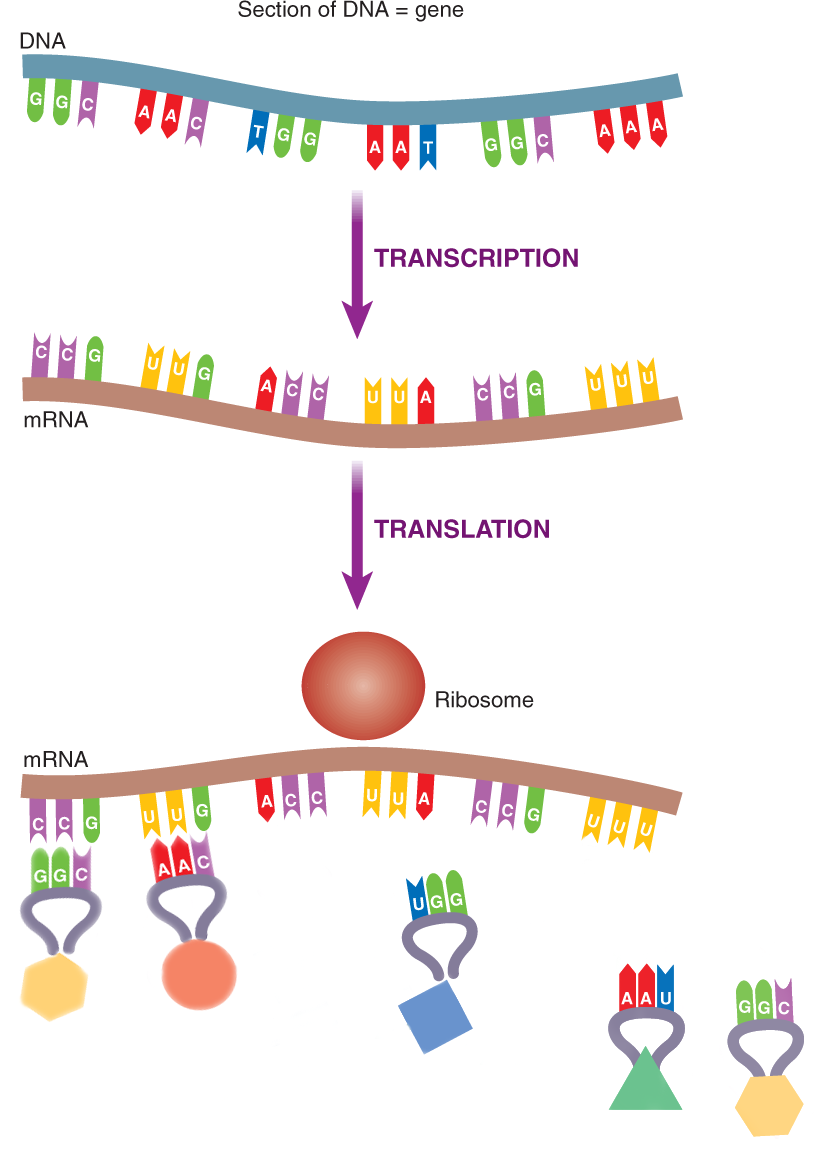 Section of DNA = gene
DNA
G G C A A C T G G A A T G G C A A A
TRANSCRIPTION
C C G U U G A C C U U A C C G U U U
mRNA
TRANSLATION
Ribosome
mRNA
C C G U U G A C C U U A C C G U U U
G G C A A C
U G G
A A U G G C